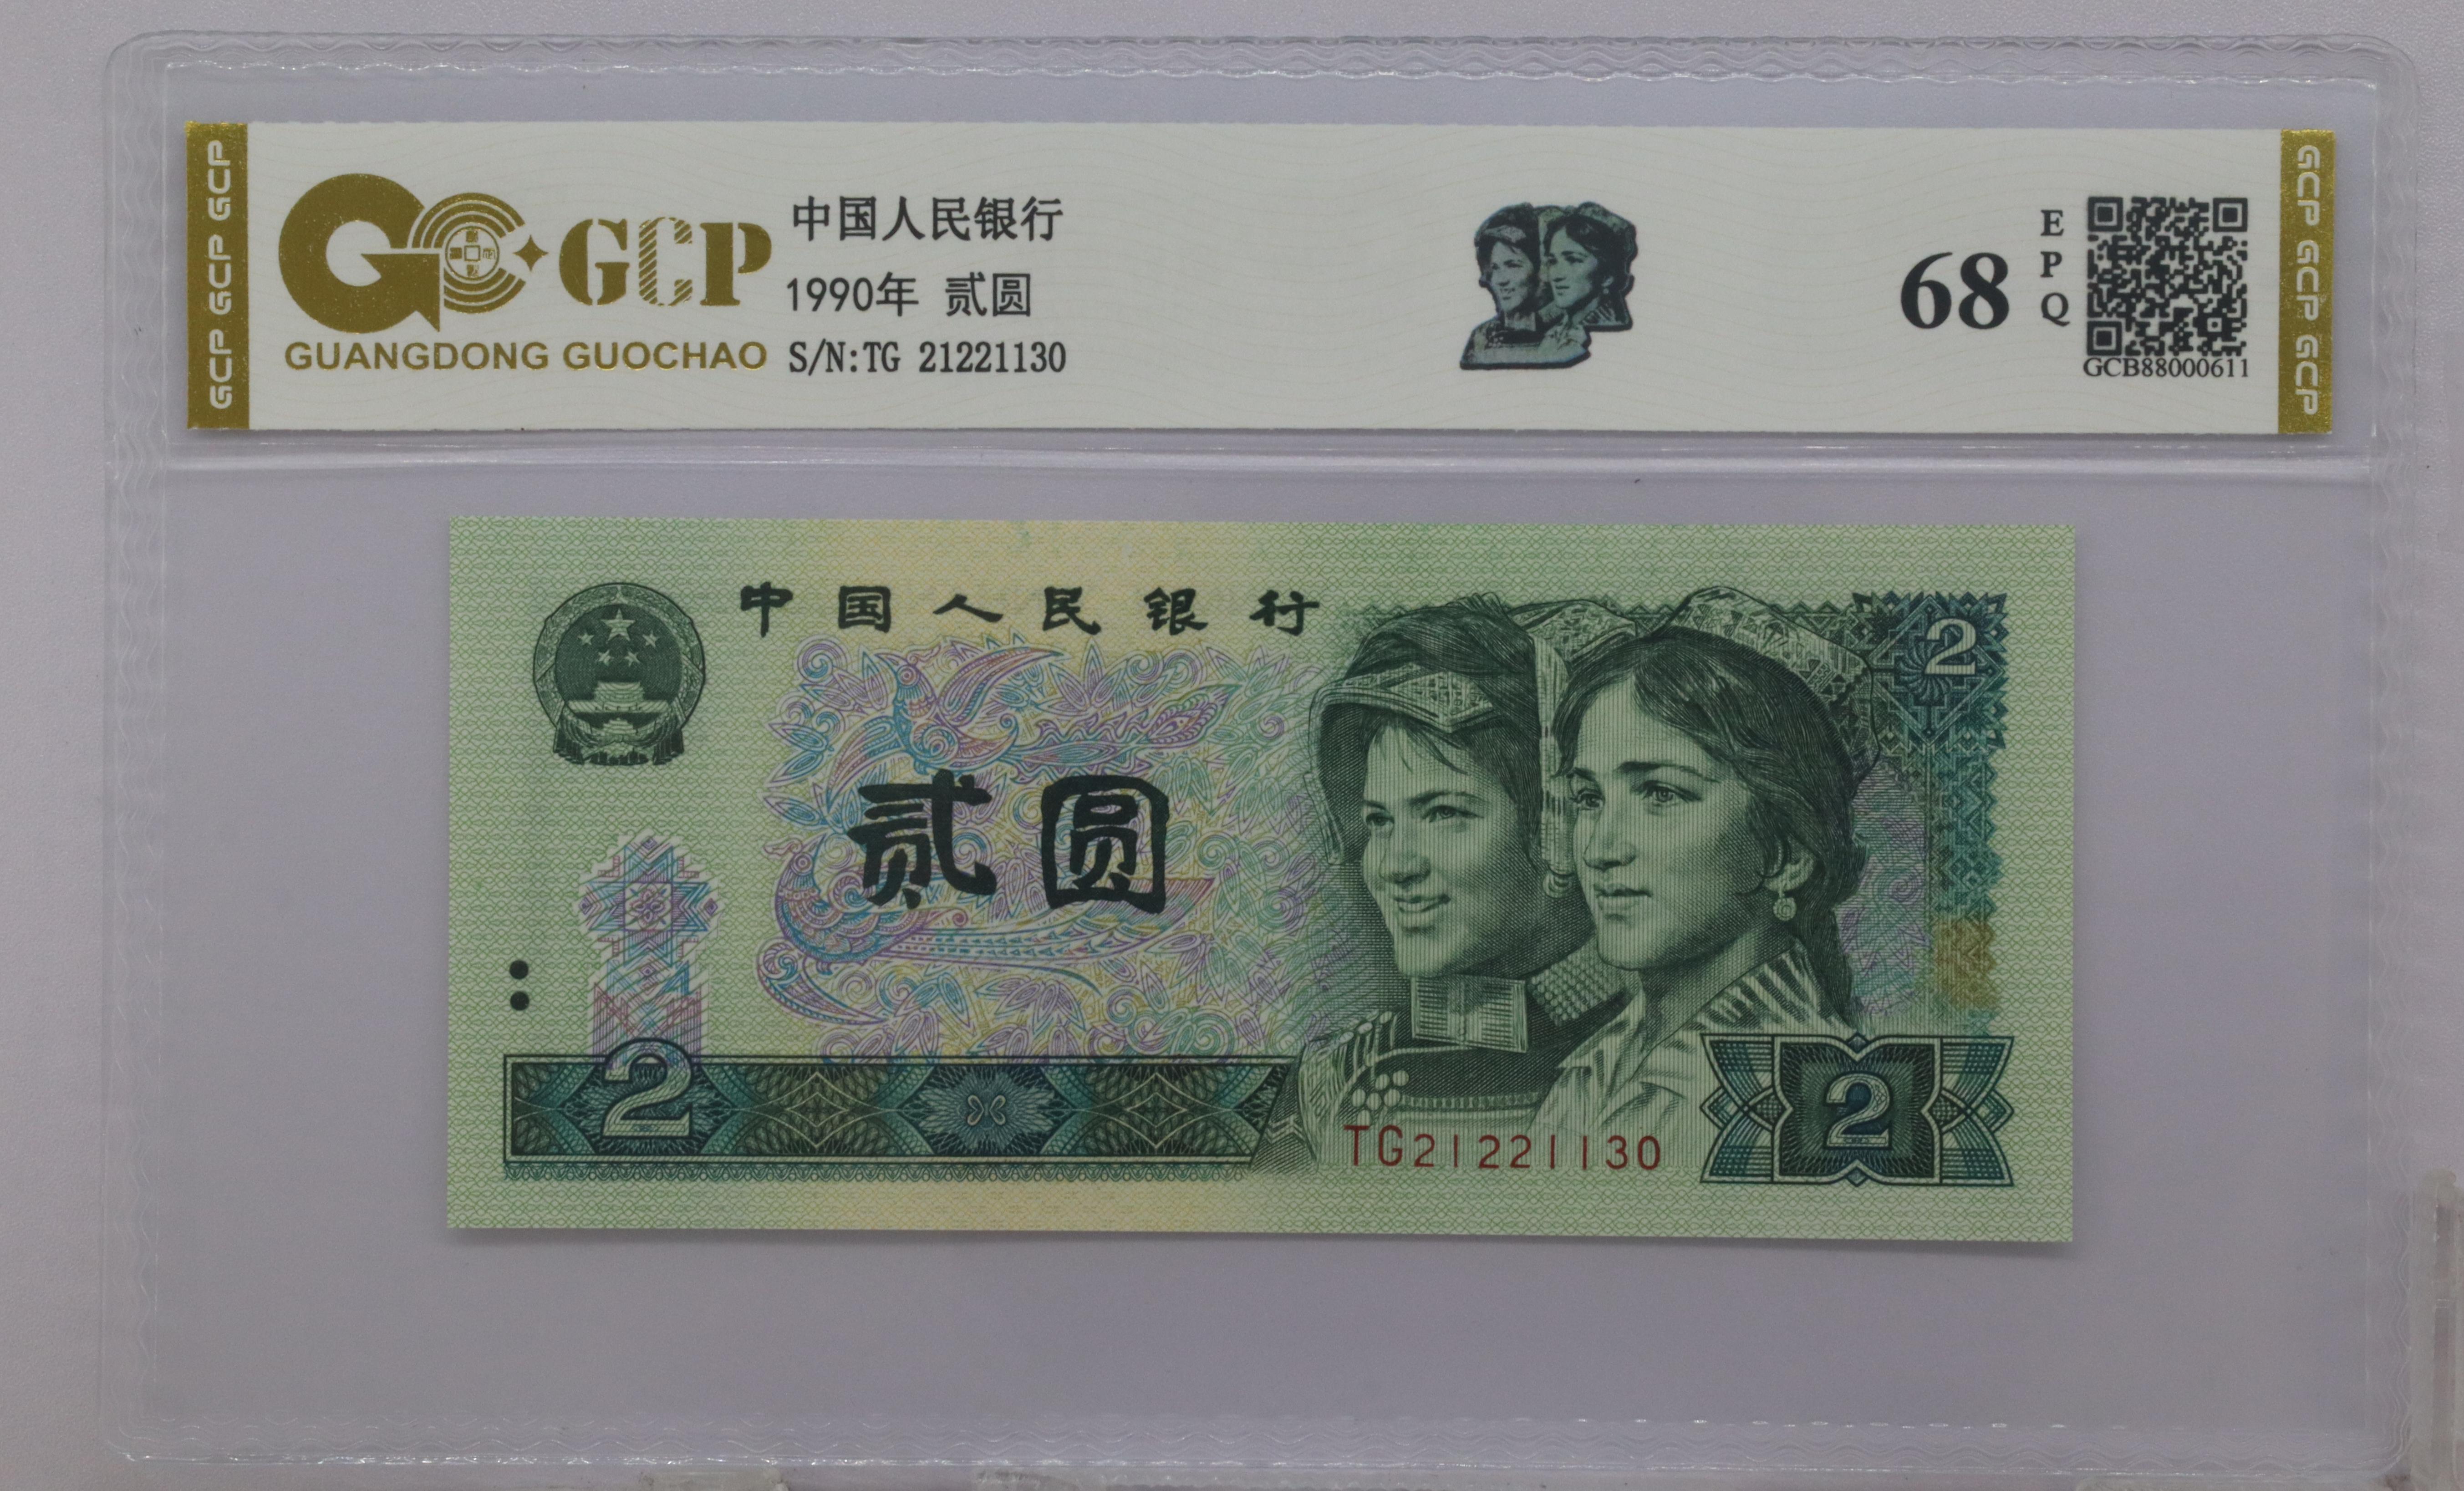 GCP GCP GCP
GCP
GUANGDONG GUOCHAO
中国人民银行
1990年 贰圆
S/N:TG 21221130
68
EPQ
GCB88000611
GCP GCP GCP
中国人民银行
2
贰圆
2
TG21221130
2